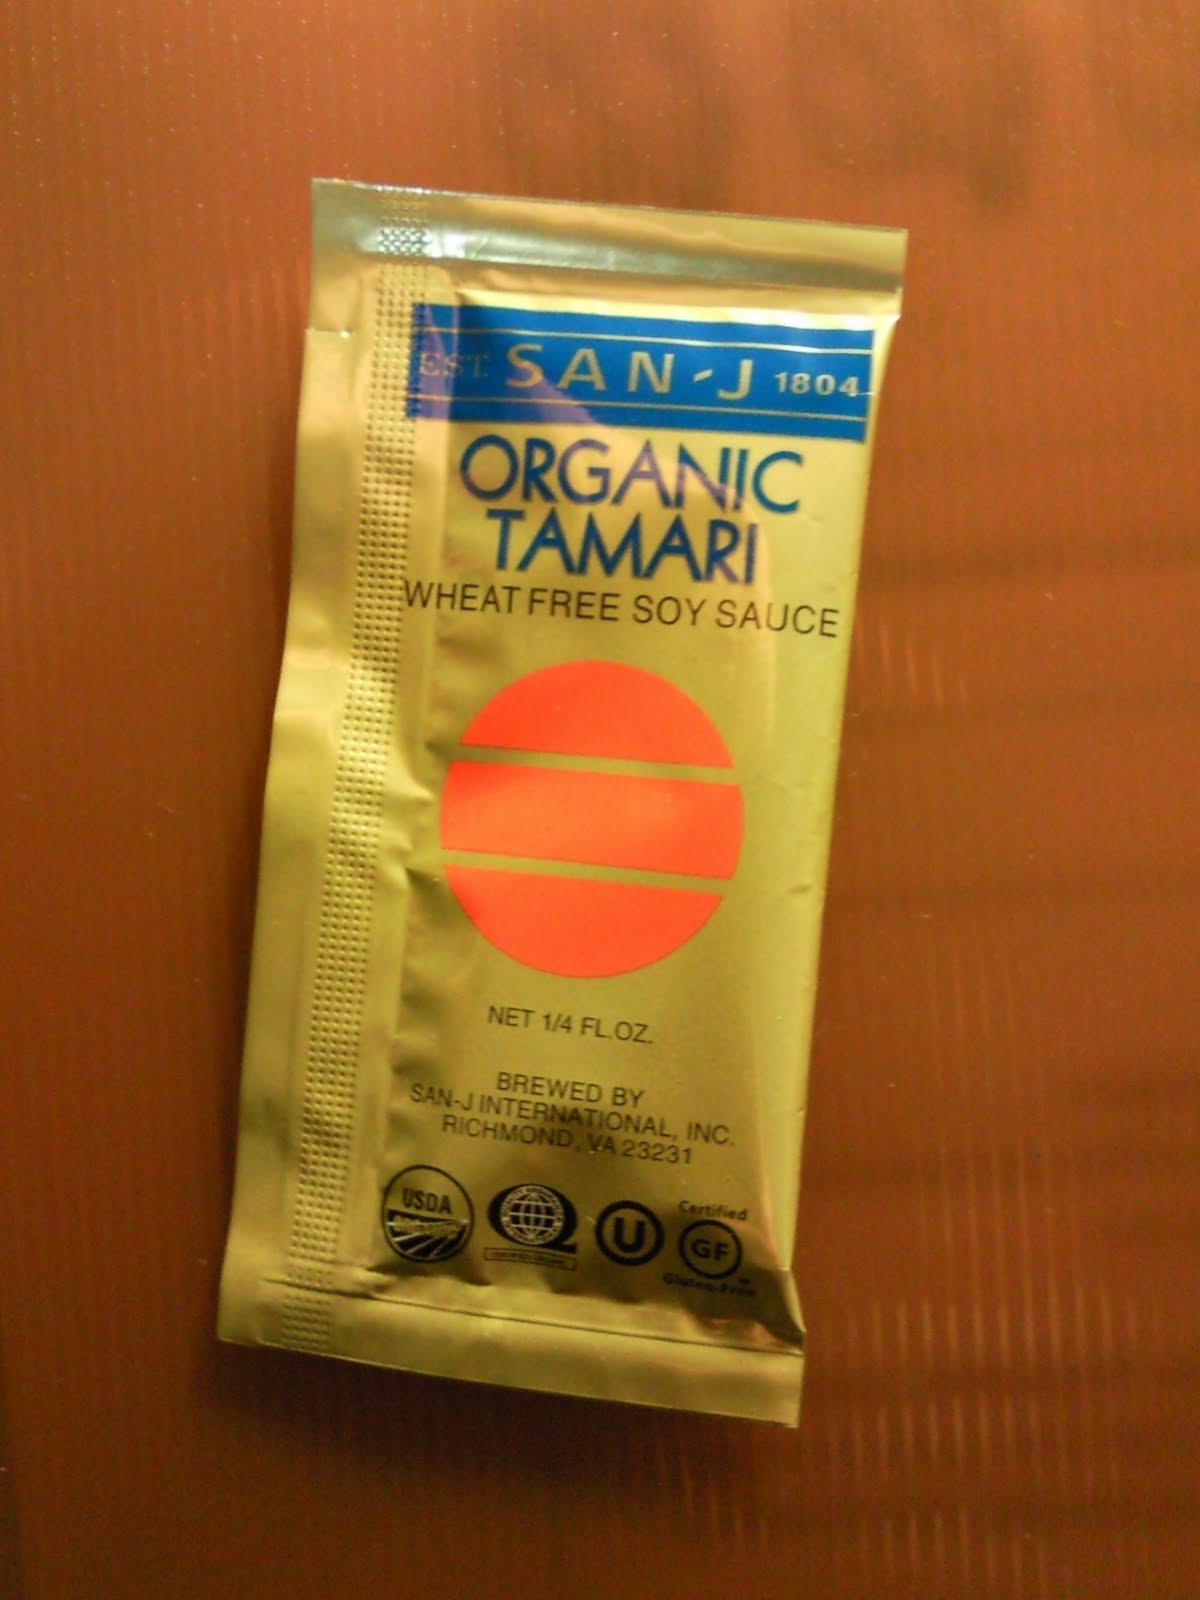 EST. SAN-J 1804
ORGANIC
TAMARI
WHEAT FREE SOY SAUCE
NET 1/4 FL.OZ.
BREWED BY
SAN-J INTERNATIONAL, INC.
RICHMOND, VA 23231
USDA
ORGANIC
U
Certified
GF
Gluten-Free